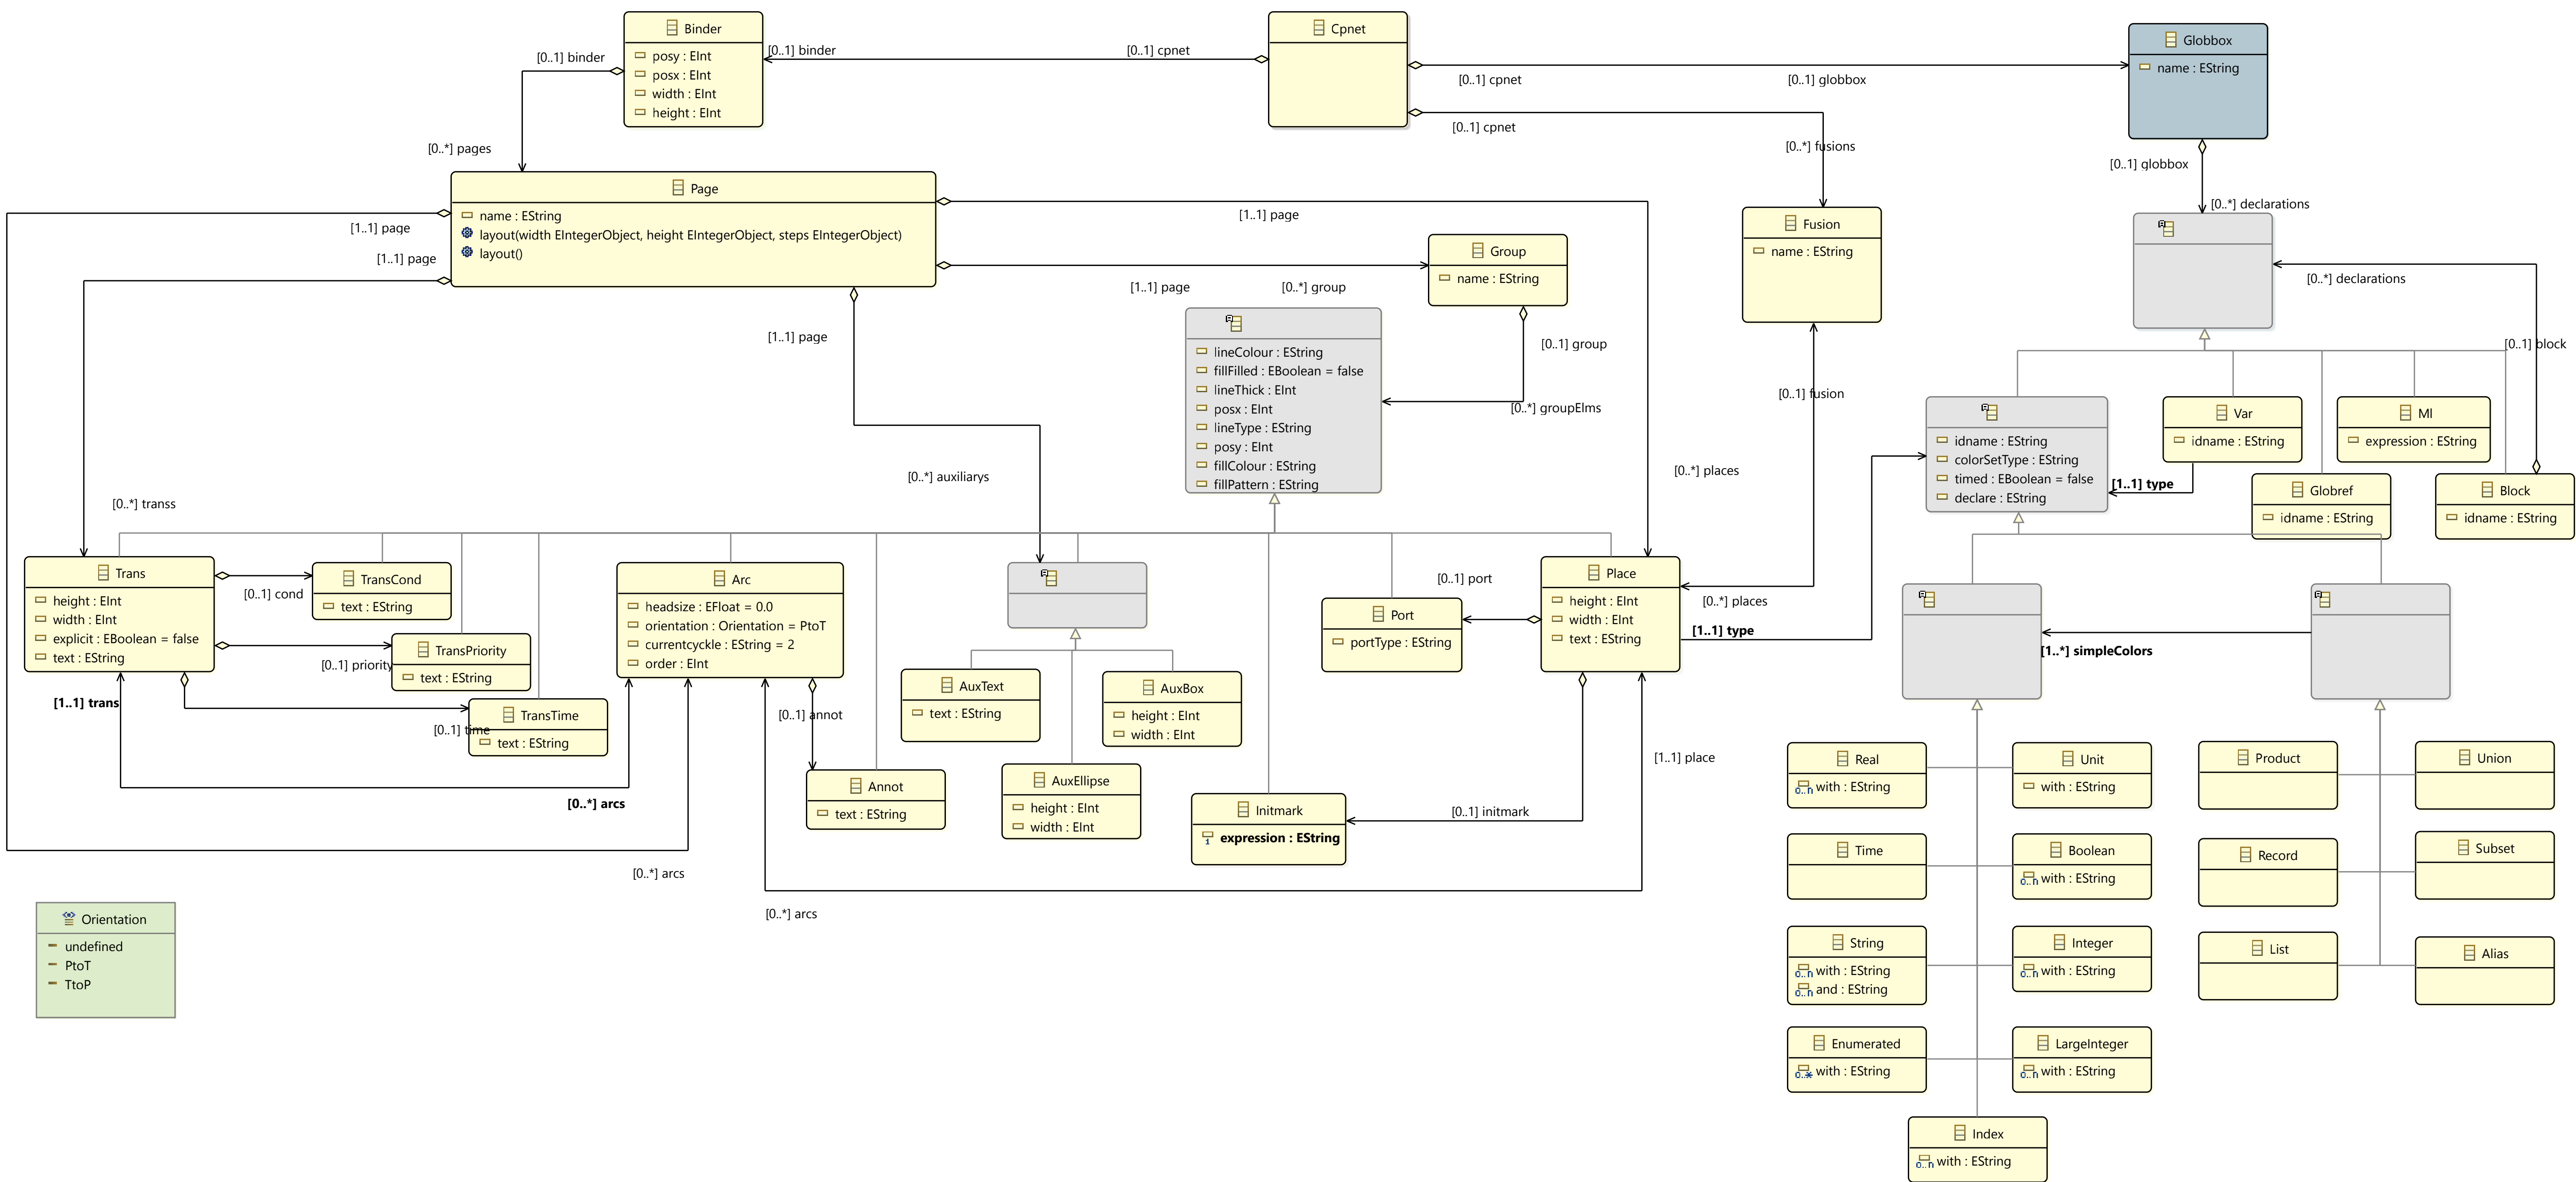 Binder
posy : EInt
posx : EInt
width : EInt
height : EInt
[0..1] binder
[0..1] binder
[0..1] cpnet
Cpnet
[0..1] cpnet
[0..1] globbox
[0..1] cpnet
[0..*] fusions
Globbox
name : EString
[0..1] globbox
[0..*] declarations
[0..*] pages
Page
name : EString
layout(width EIntegerObject, height EIntegerObject, steps EIntegerObject)
layout()
[1..1] page
[1..1] page
[1..1] page
[1..1] page
[0..*] group
[1..1] page
Group
name : EString
[0..1] group
[0..*] groupElms
Fusion
name : EString
[0..1] fusion
[0..*] declarations
[0..1] block
lineColour : EString
fillFilled : EBoolean = false
lineThick : EInt
posx : EInt
lineType : EString
posy : EInt
fillColour : EString
fillPattern : EString
[0..*] auxiliarys
[0..*] places
[0..*] transs
idname : EString
colorSetType : EString
timed : EBoolean = false
declare : EString
Var
idname : EString
[1..1] type
Ml
expression : EString
Globref
idname : EString
Block
idname : EString
Trans
height : EInt
width : EInt
explicit : EBoolean = false
text : EString
[0..1] cond
TransCond
text : EString
[0..1] priority
TransPriority
text : EString
[0..1] time
TransTime
text : EString
[1..1] trans
[0..*] arcs
Arc
headsize : EFloat = 0.0
orientation : Orientation = PtoT
currentcyckle : EString = 2
order : EInt
[0..1] annot
Annot
text : EString
AuxText
text : EString
AuxBox
height : EInt
width : EInt
AuxEllipse
height : EInt
width : EInt
Initmark
expression : EString
[0..1] initmark
[0..1] port
Port
portType : EString
Place
height : EInt
width : EInt
text : EString
[0..*] places
[1..1] type
[1..1] place
[0..*] arcs
[0..*] arcs
[1..*] simpleColors
Real
with : EString
Unit
with : EString
Time
Boolean
with : EString
String
with : EString
and : EString
Integer
with : EString
Enumerated
with : EString
LargeInteger
with : EString
Index
with : EString
Product
Union
Record
Subset
List
Alias
Orientation
undefined
PtoT
TtoP